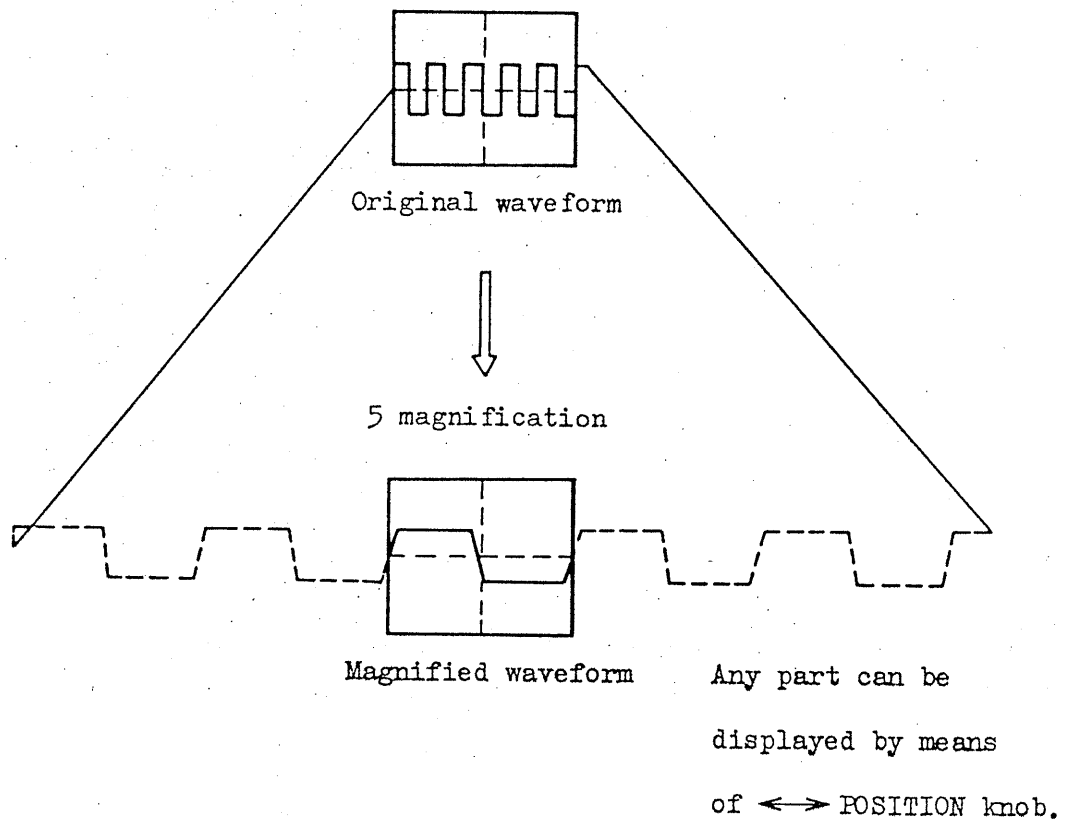 Original waveform
5 magnification
Magnified waveform
Any part can be
displayed by means
of ↔ POSITION knob.